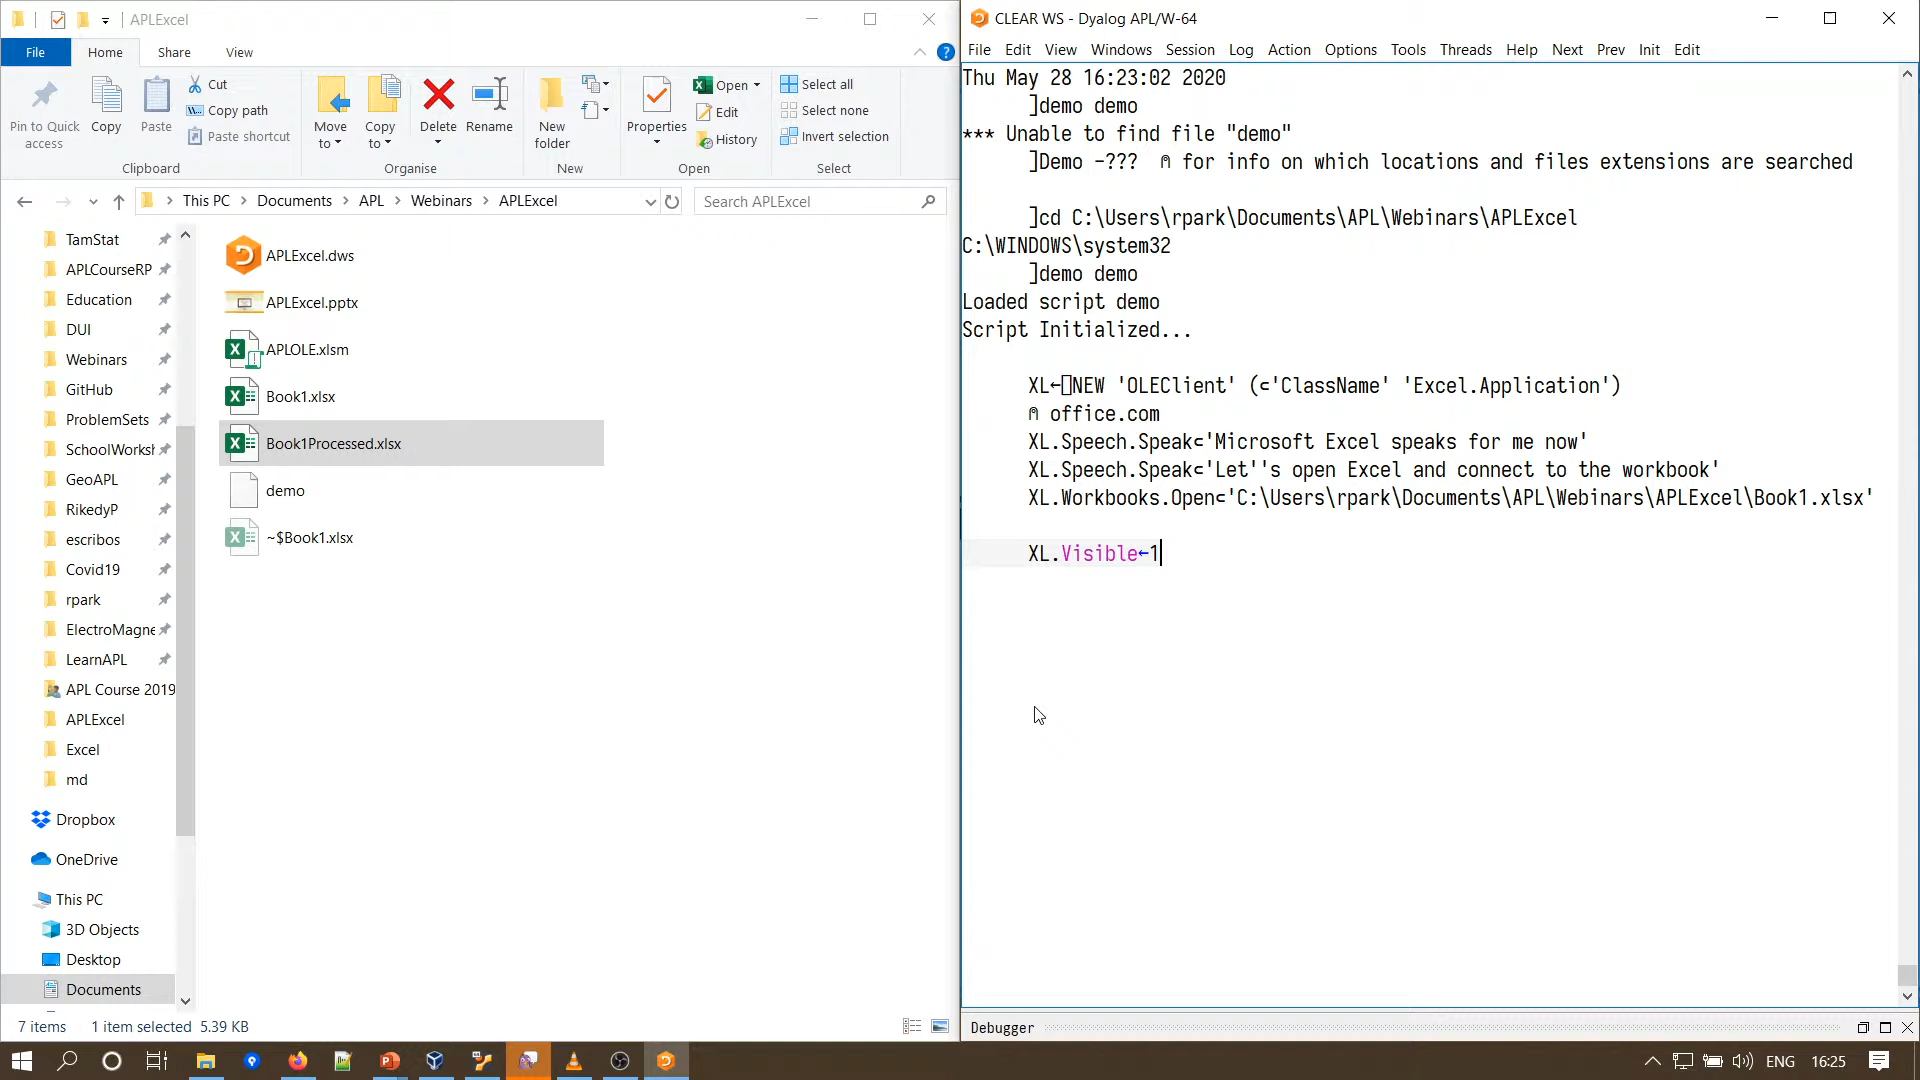 APLExcel
File Home Share View
Pin to Quick access
Copy
Paste
Cut
Copy path
Paste shortcut
Clipboard
Move to
Copy to
Delete
Rename
Organise
New folder
New
Properties
Open
Edit
History
Open
Select all
Select none
Invert selection
Select
This PC > Documents > APL > Webinars > APLExcel
Search APLExcel
TamStat
APLCourseRP
Education
DUI
Webinars
GitHub
ProblemSets
SchoolWorksh
GeoAPL
RikedyP
escribos
Covid19
rpark
ElectroMagne
LearnAPL
APL Course 2019
APLExcel
Excel
md
Dropbox
OneDrive
This PC
3D Objects
Desktop
Documents
APLExcel.dws
APLExcel.pptx
APLOLE.xlsm
Book1.xlsx
Book1Processed.xlsx
demo
~$Book1.xlsx
7 items 1 item selected 5.39 KB
CLEAR WS - Dyalog APL/W-64
File Edit View Windows Session Log Action Options Tools Threads Help Next Prev Init Edit
Thu May 28 16:23:02 2020
]demo demo
*** Unable to find file "demo"
]Demo -??? ⍝ for info on which locations and files extensions are searched
]cd C:\Users\rpark\Documents\APL\Webinars\APLExcel
C:\WINDOWS\system32
]demo demo
Loaded script demo
Script Initialized...
XL←⎕NEW 'OLEClient' (⊂'ClassName' 'Excel.Application')
⍝ office.com
XL.Speech.Speak⊂'Microsoft Excel speaks for me now'
XL.Speech.Speak⊂'Let''s open Excel and connect to the workbook'
XL.Workbooks.Open⊂'C:\Users\rpark\Documents\APL\Webinars\APLExcel\Book1.xlsx'
XL.Visible←1
Debugger
ENG 16:25